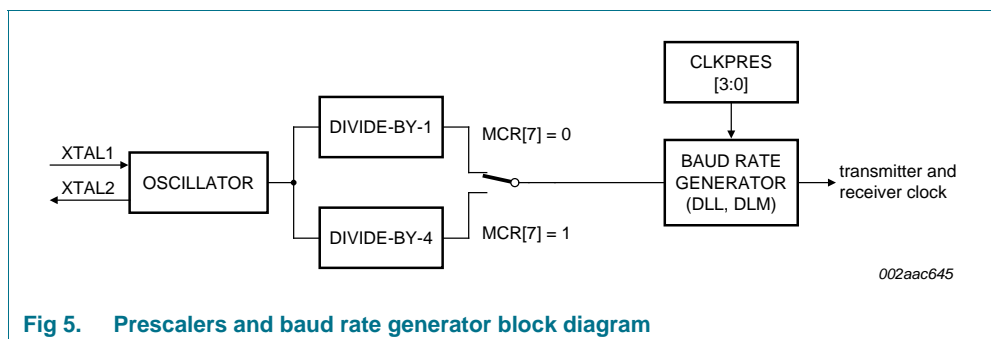 CLKPRES
[3:0]
DIVIDE-BY-1
MCR[7] = 0
XTAL1
XTAL2
OSCILLATOR
BAUD RATE
GENERATOR
(DLL, DLM)
transmitter and
receiver clock
DIVIDE-BY-4
MCR[7] = 1
002aac645
Fig 5. Prescalers and baud rate generator block diagram